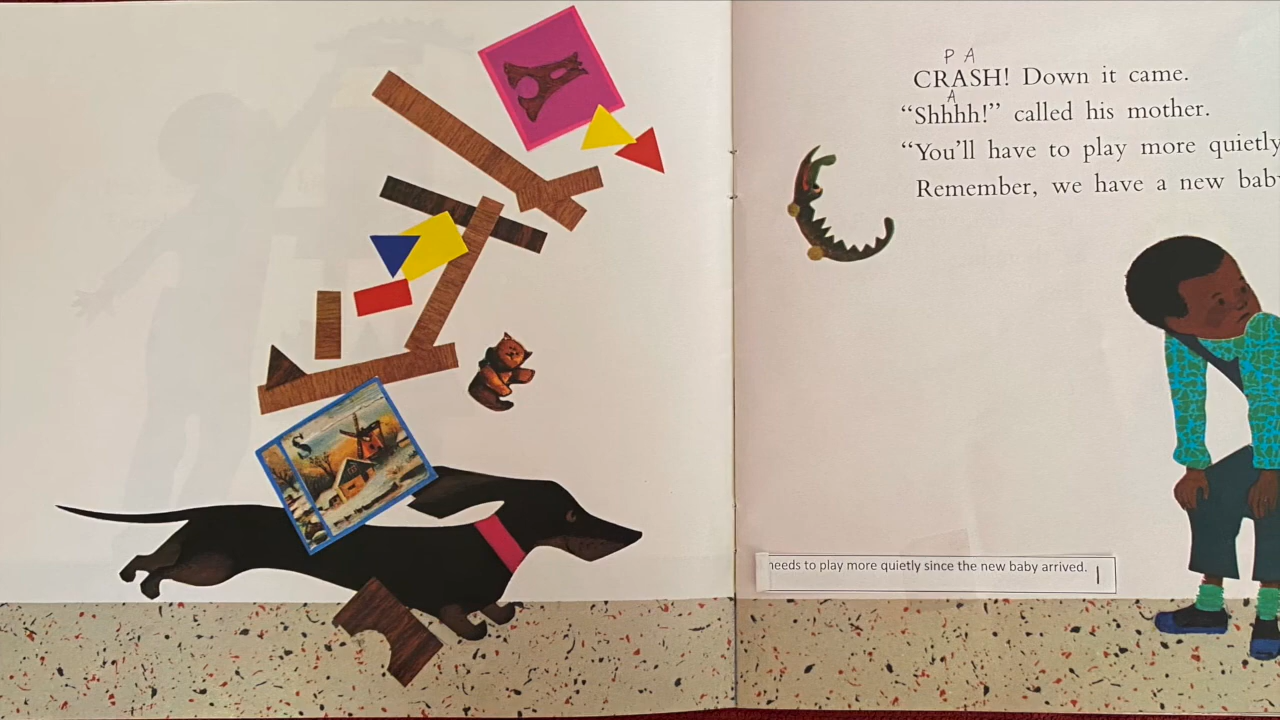 P A
CRASH! Down it came.
A
“Shhhh!” called his mother.
“You’ll have to play more quietly
Remember, we have a new baby
S
needs to play more quietly since the new baby arrived.